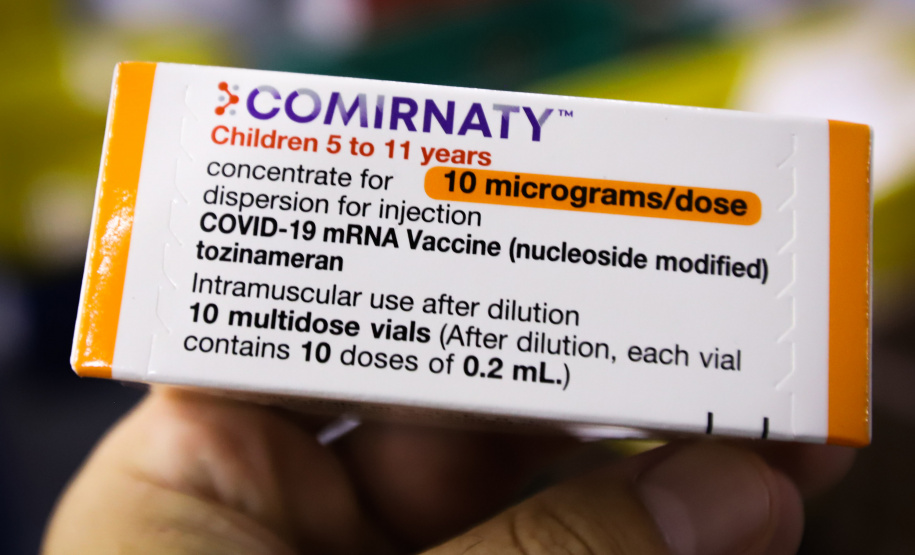 COMIRNATY™
Children 5 to 11 years
concentrate for
10 micrograms/dose
dispersion for injection
COVID-19 mRNA Vaccine (nucleoside modified)
tozinameran
Intramuscular use after dilution
10 multidose vials (After dilution, each vial
contains 10 doses of 0.2 mL.)